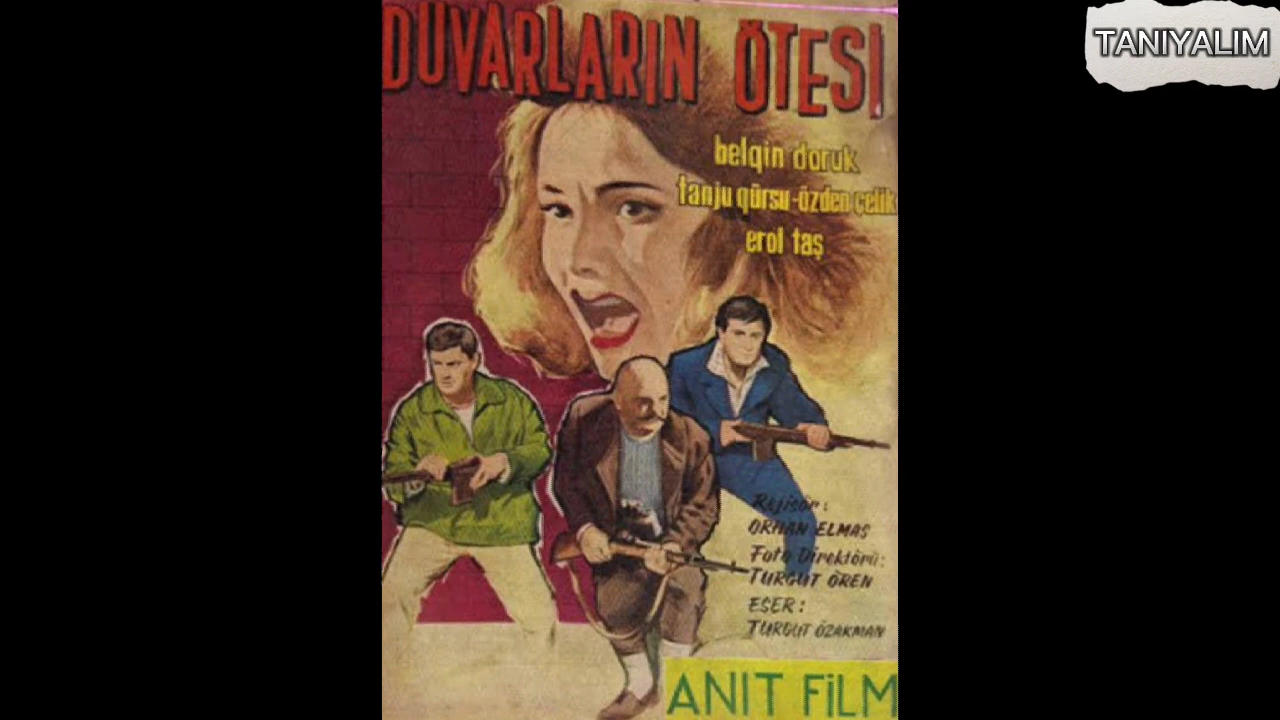 DUVARLARIN ÖTESİ
TANIYALIM
belgin doruk
tanju gürsu-özden çelik
erol taş
Rejisör:
ORHAN ELMAS
Foto Direktörü:
TURGUT ÖREN
ESER:
TURGUT ÖZAKMAN
ANIT FİLM